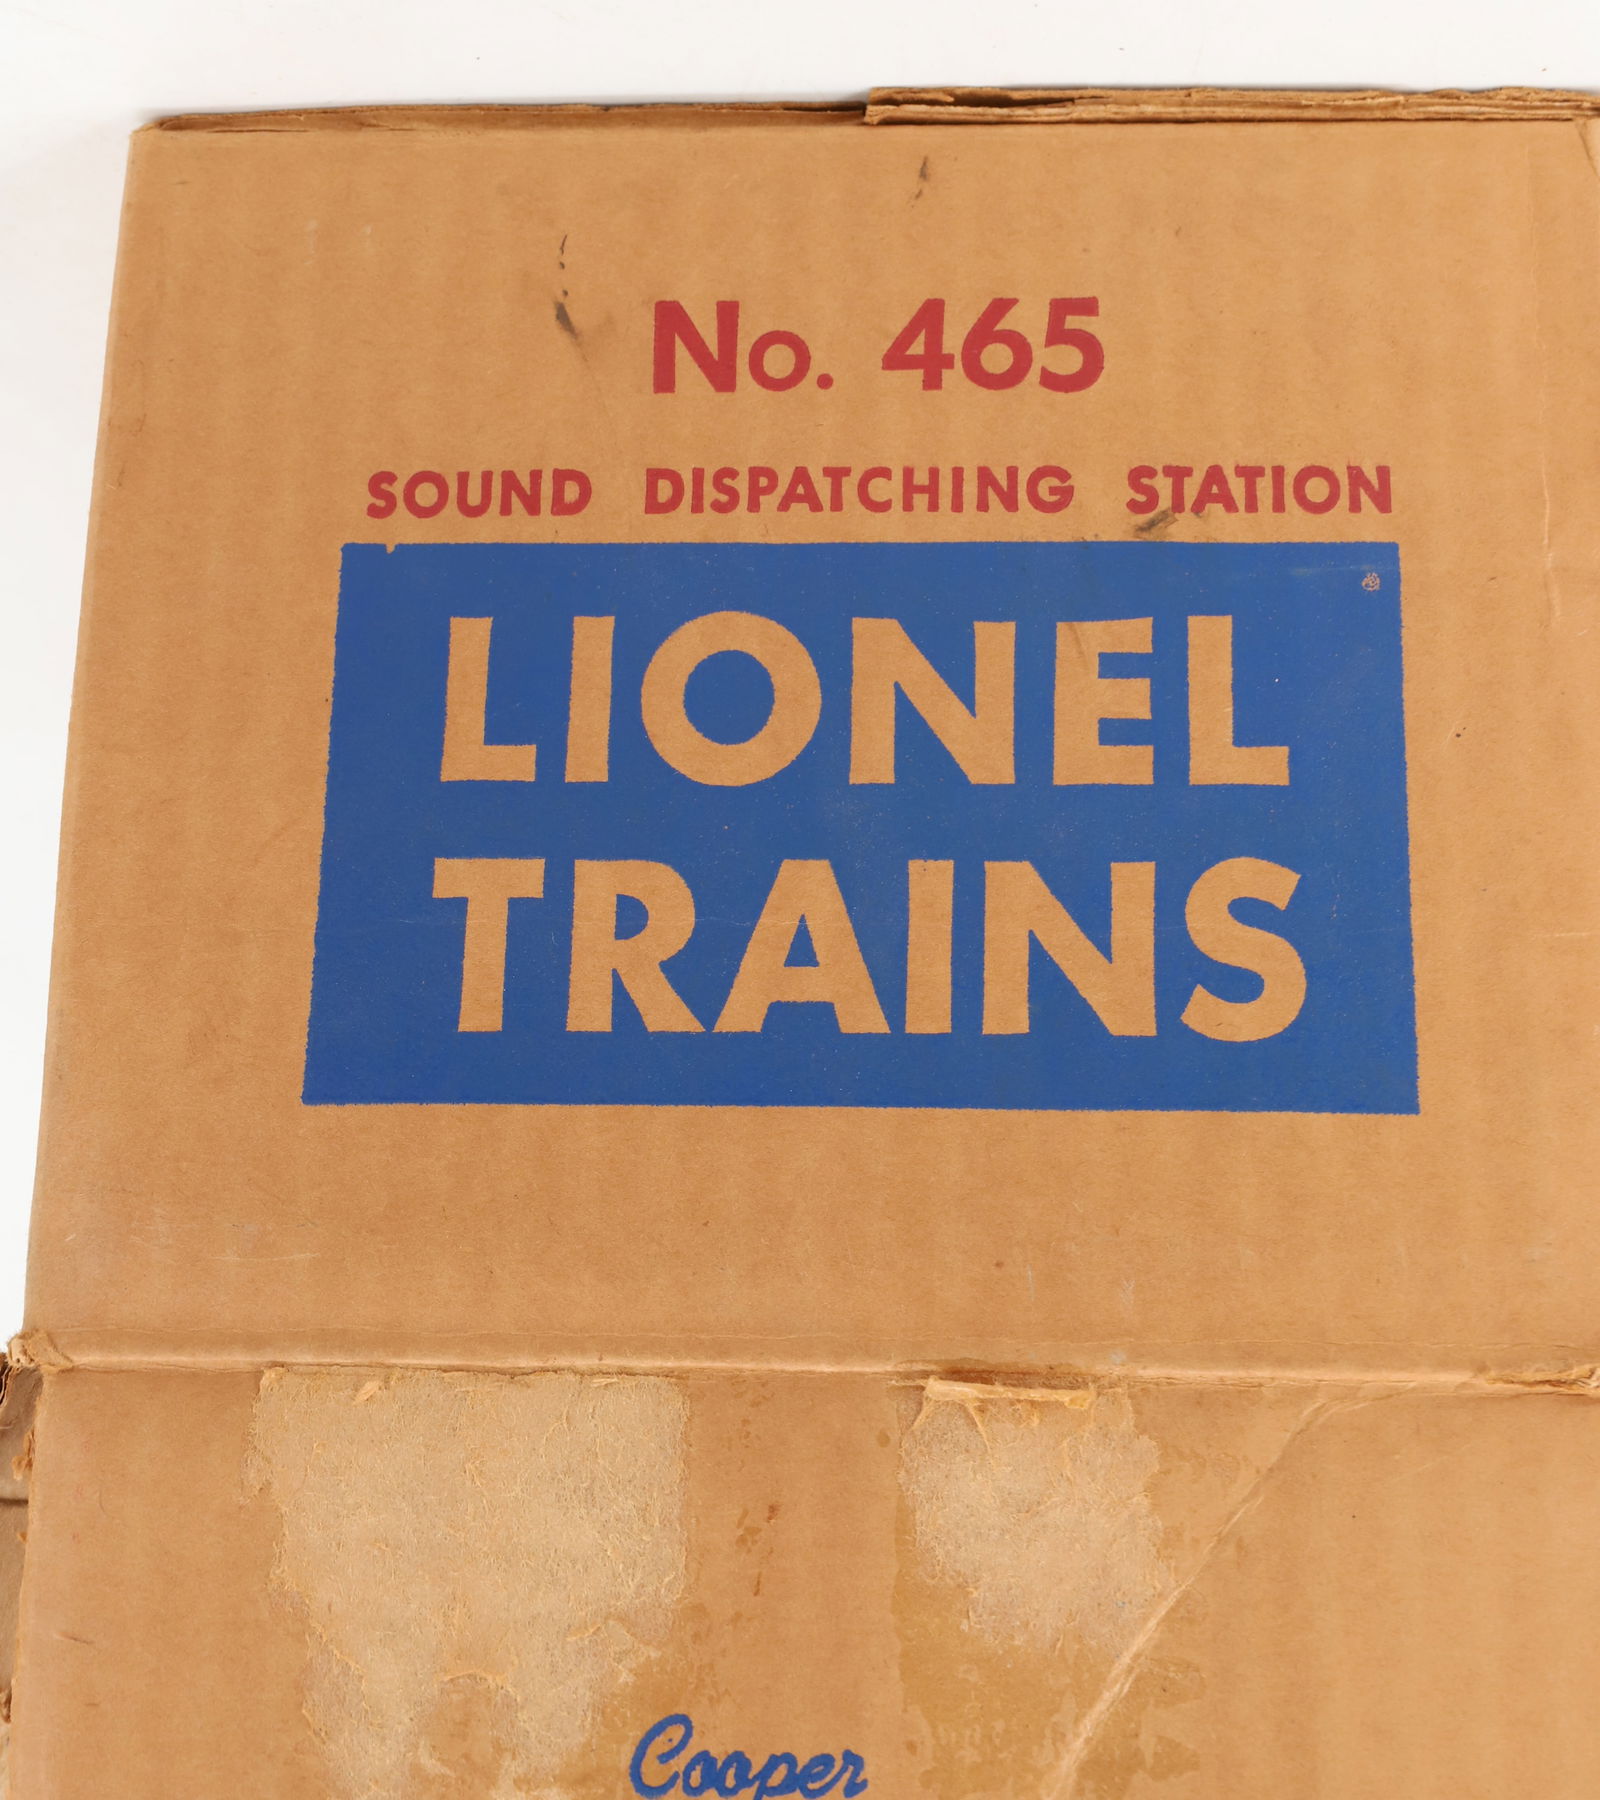 No. 465
SOUND DISPATCHING STATION
LIONEL
TRAINS
Cooper